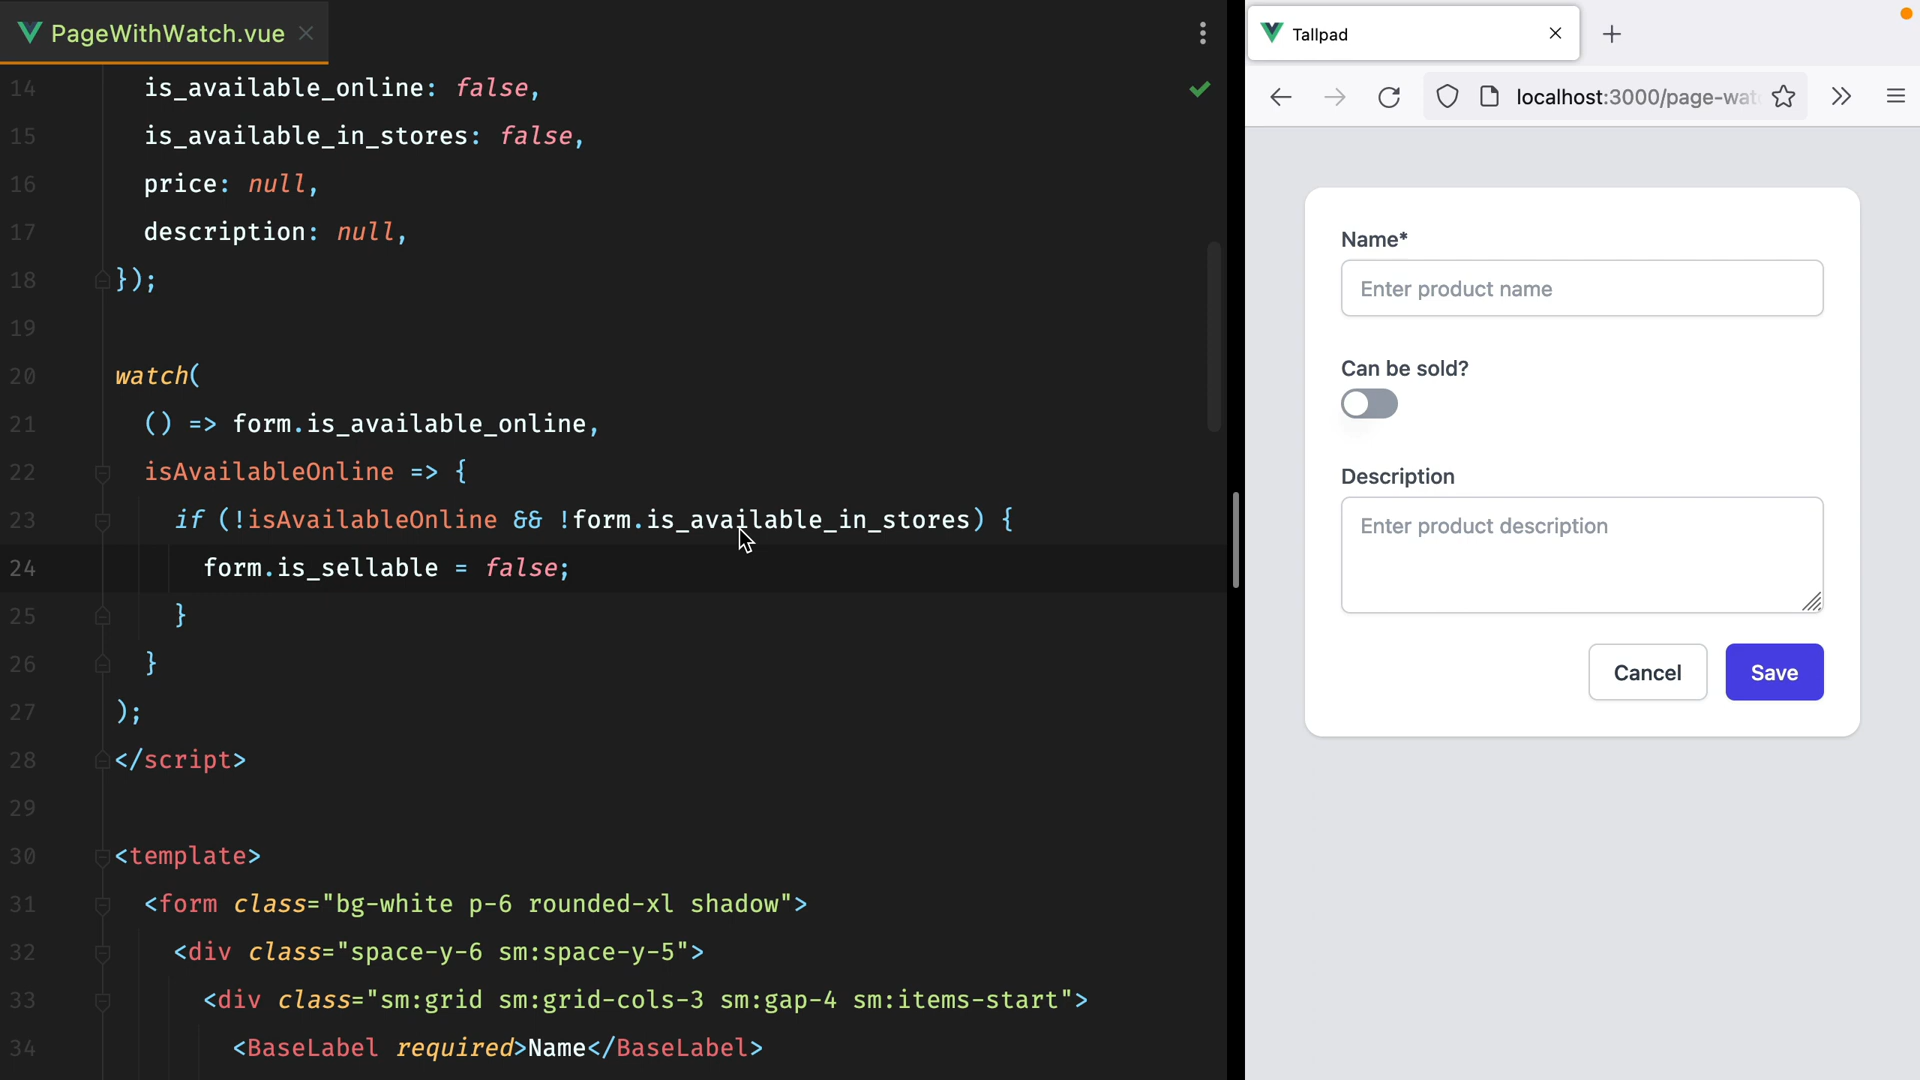 PageWithWatch.vue
14 is_available_online: false,
15 is_available_in_stores: false,
16 price: null,
17 description: null,
18 });
19
20 watch(
21 () => form.is_available_online,
22 isAvailableOnline => {
23 if (!isAvailableOnline && !form.is_available_in_stores) {
24 form.is_sellable = false;
25 }
26 }
27 );
28 </script>
29
30 <template>
31 <form class="bg-white p-6 rounded-xl shadow">
32 <div class="space-y-6 sm:space-y-5">
33 <div class="sm:grid sm:grid-cols-3 sm:gap-4 sm:items-start">
34 <BaseLabel required>Name</BaseLabel>
Tallpad
localhost:3000/page-wat
Name*
Enter product name
Can be sold?
Description
Enter product description
Cancel
Save